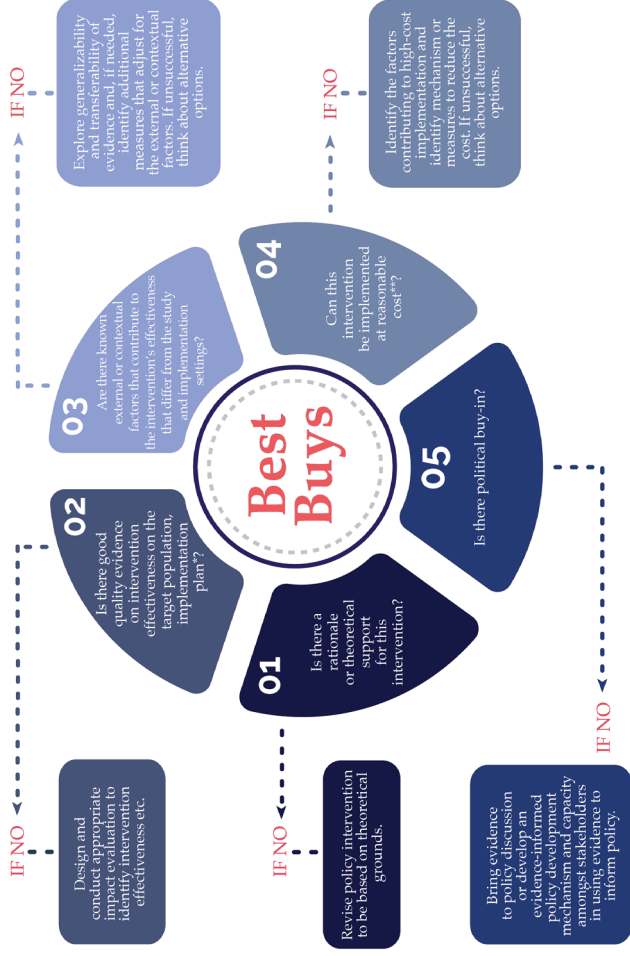 Best
Buys
01
Is there a
rationale
or theoretical
support
for this
intervention?
IF NO
Revise policy intervention
to be based on theoretical
grounds.
02
Is there good
quality evidence
on intervention
effectiveness on the
target population,
implementation
plan*?
IF NO
Design and
conduct appropriate
impact evaluation to
identify intervention
effectiveness etc.
03
Are there known
external or contextual
factors that contribute to
the intervention's effectiveness
that differ from the study
and implementation
settings?
IF NO
Explore generalizability
and transferability of
evidence and, if needed,
identify additional
measures that adjust for
the external or contextual
factors. If unsuccessful,
think about alternative
options.
04
Can this
intervention
be implemented
at reasonable
cost**?
IF NO
Identify the factors
contributing to high-cost
implementation and
identify mechanism or
measures to reduce the
cost. If unsuccessful,
think about alternative
options.
05
Is there political buy-in?
IF NO
Bring evidence
to policy discussion
or develop an
evidence-informed
policy development
mechanism and capacity
amongst stakeholders
in using evidence to
inform policy.